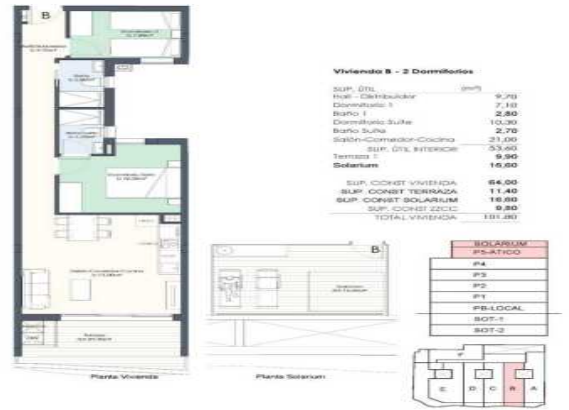 B
Vivienda B - 2 Dormitorios
SUP. ÚTIL (m²)
Hall - Distribuidor 9,70
Dormitorio 1 7,10
Baño 1 2,80
Dormitorio Suite 10,30
Baño Suite 2,70
Salón-Comedor-Cocina 21,00
SUP. ÚTIL INTERIOR 53,60
Terraza 1 9,90
Solarium
SUP. CONST VIVIENDA 64,00
SUP. CONST TERRAZA 11,40
SUP. CONST SOLARIUM 16,60
SUP. CONST ZZCC 9,80
TOTAL VIVIENDA 101,80
B
SOLARIUM
P5-ATICO
P4
P3
P2
P1
PB-LOCAL
SOT-1
SOT-2
F
E D C B A
Planta Vivienda
Planta Solarium